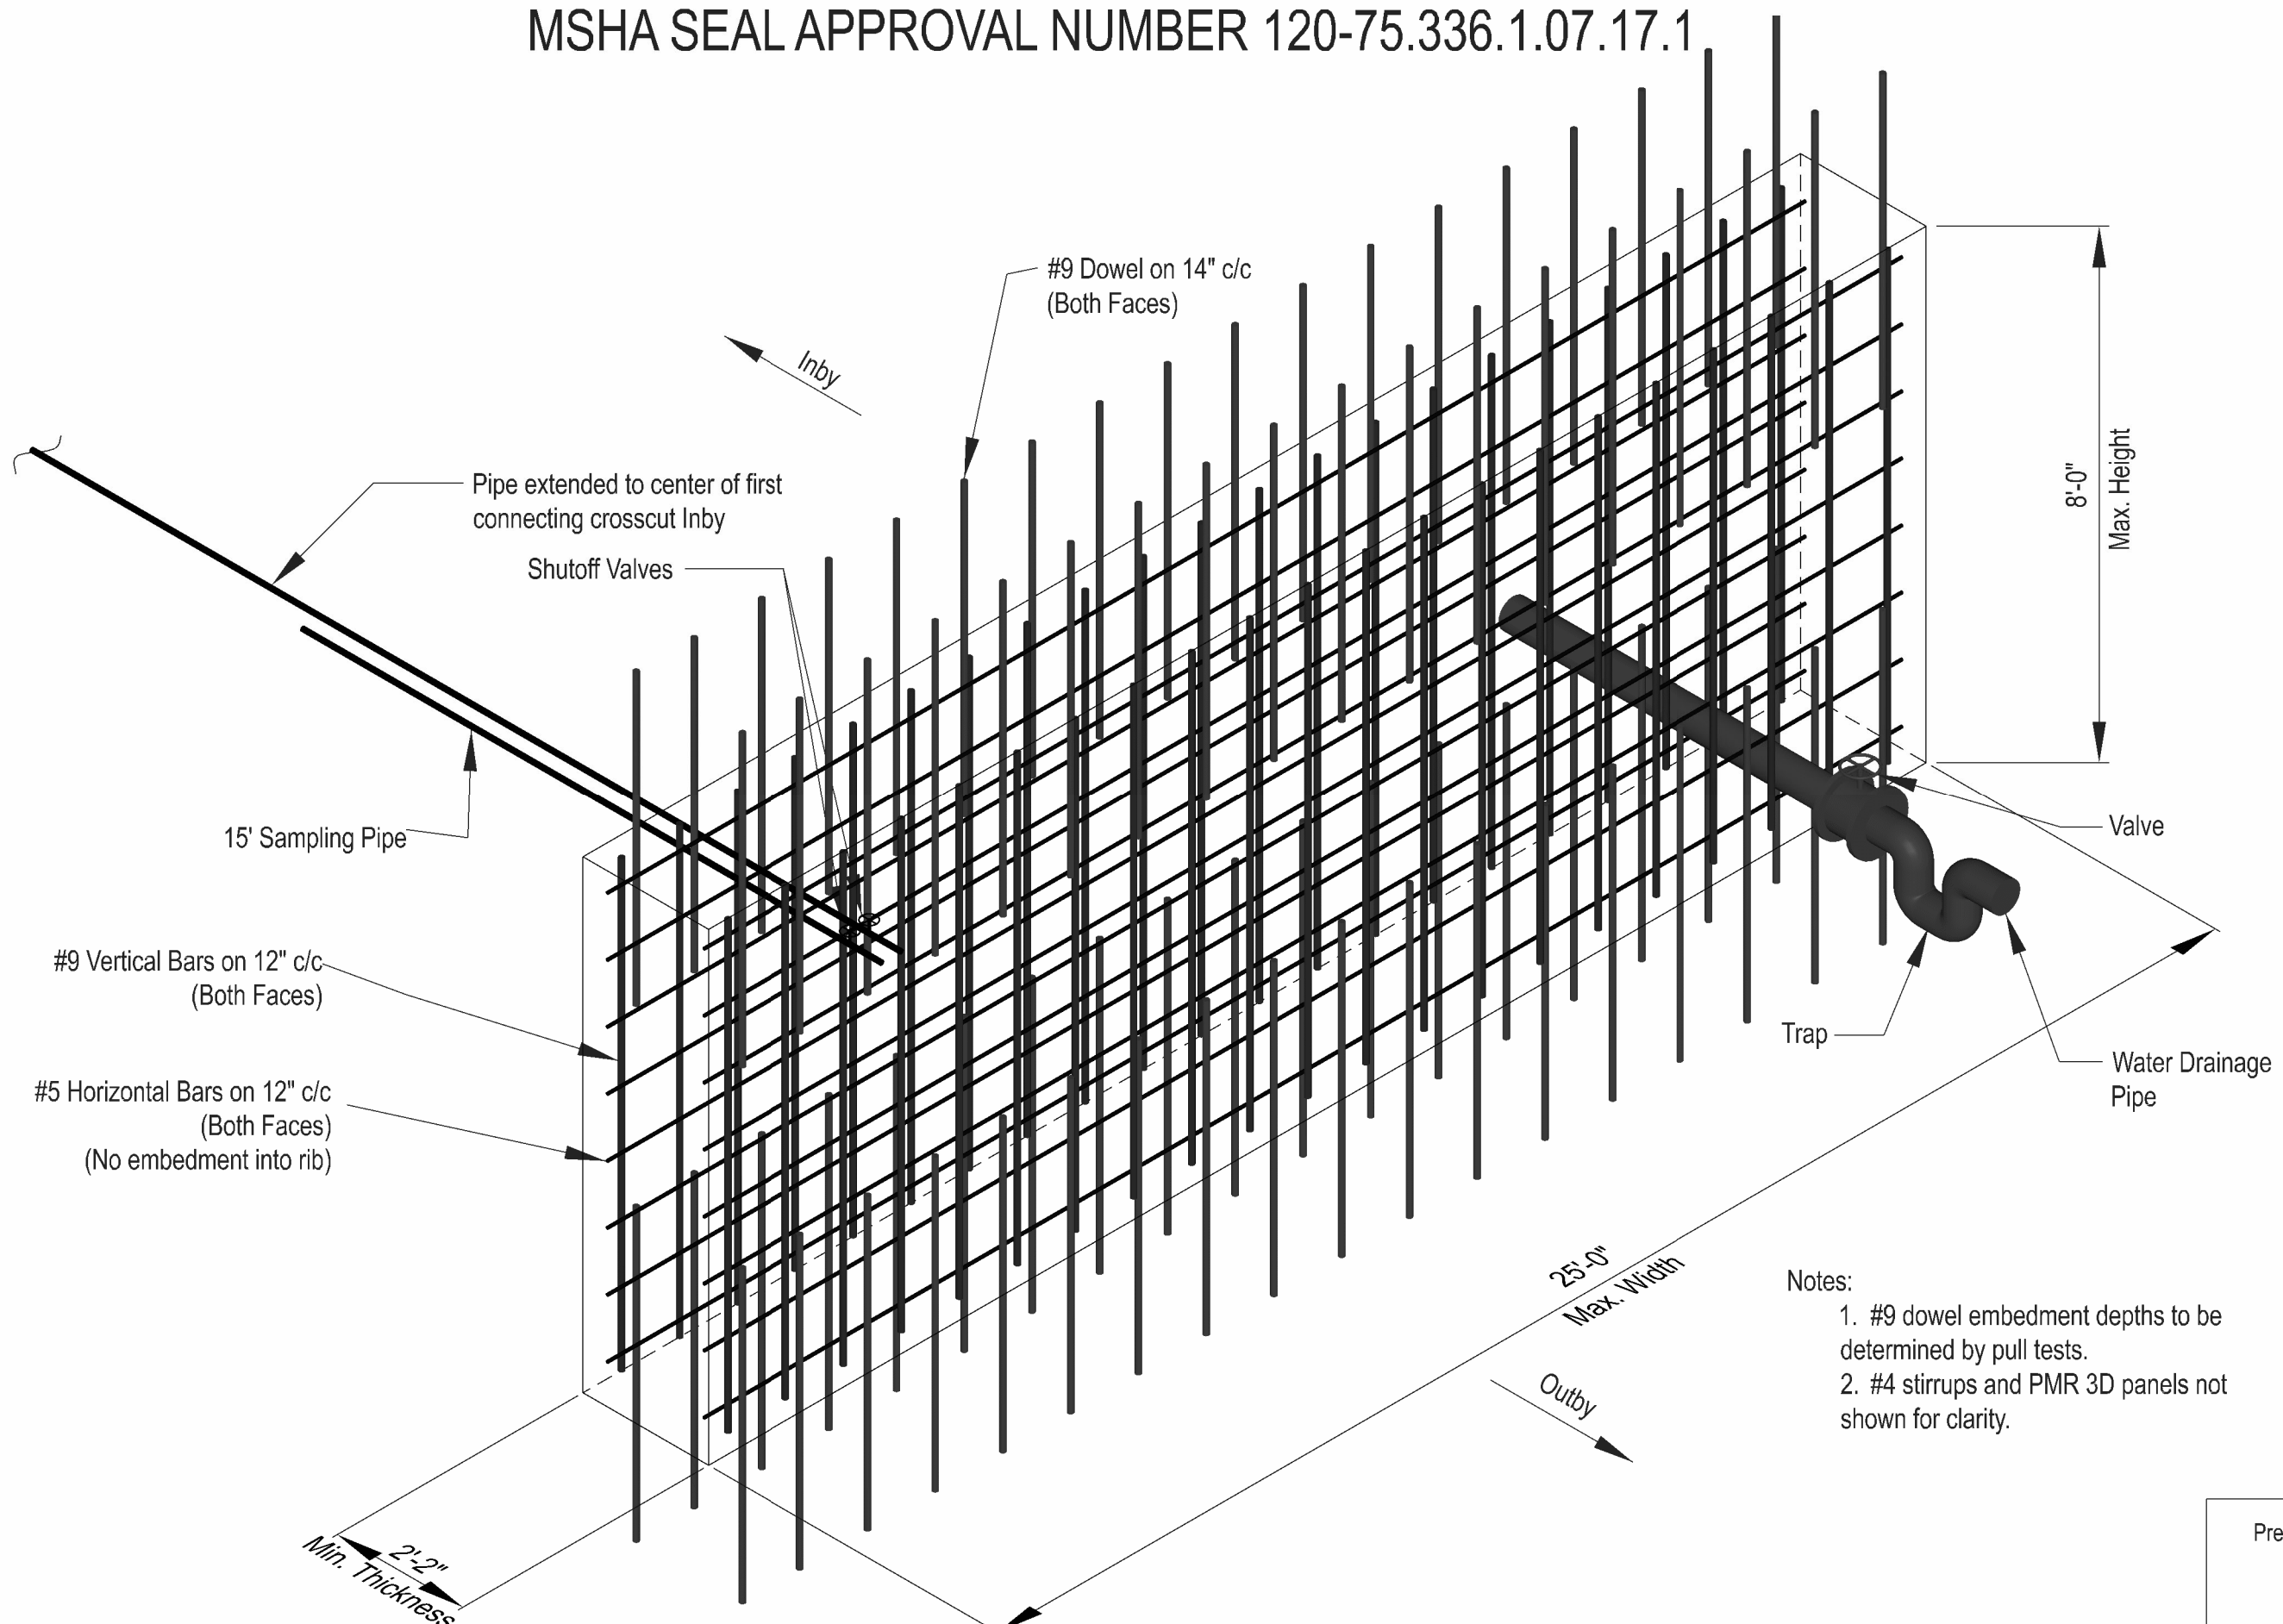 MSHA SEAL APPROVAL NUMBER 120-75.336.1.07.17.1
#9 Dowel on 14" c/c
(Both Faces)
Inby
Pipe extended to center of first
connecting crosscut Inby
Shutoff Valves
8'-0"
Max. Height
15' Sampling Pipe
Valve
#9 Vertical Bars on 12" c/c
(Both Faces)
Trap
Water Drainage
Pipe
#5 Horizontal Bars on 12" c/c
(Both Faces)
(No embedment into rib)
25'-0"
Max. Width
Notes:
1. #9 dowel embedment depths to be
determined by pull tests.
2. #4 stirrups and PMR 3D panels not
shown for clarity.
Outby
2'-2"
Min. Thickness
Pre